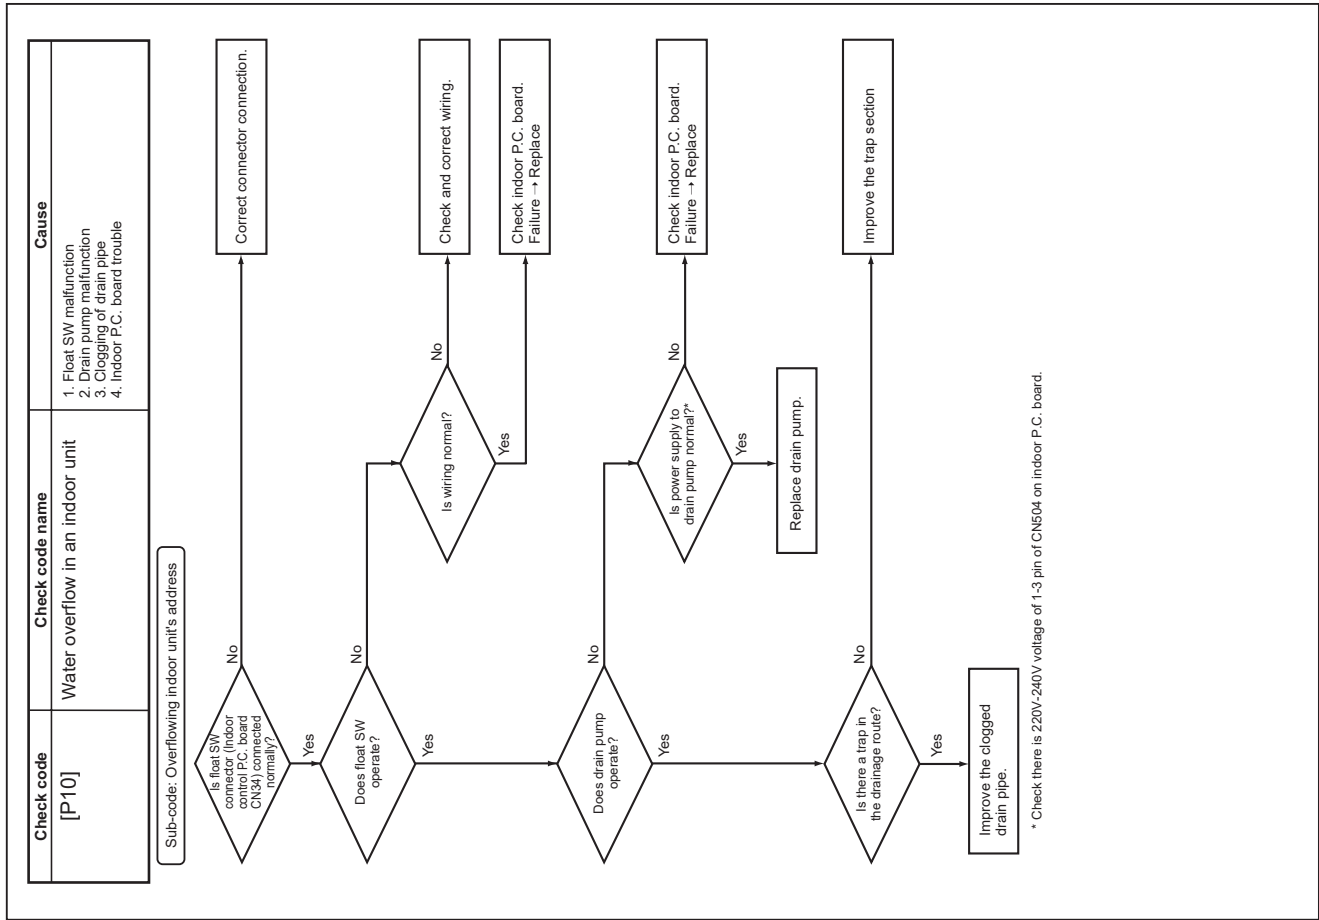 Check code
Check code name
Cause
[P10]
Water overflow in an indoor unit
1. Float SW malfunction
2. Drain pump malfunction
3. Clogging of drain pipe
4. Indoor P.C. board trouble
Sub-code: Overflowing indoor unit's address
Is float SW
connector (Indoor
control P.C. board
CN34) connected
normally?
No
Correct connector connection.
Yes
Does float SW
operate?
No
Is wiring normal?
No
Check and correct wiring.
Yes
Check indoor P.C. board.
Failure → Replace
Yes
Does drain pump
operate?
No
Is power supply to
drain pump normal?*
No
Check indoor P.C. board.
Failure → Replace
Yes
Replace drain pump.
Yes
Is there a trap in
the drainage route?
No
Improve the trap section
Yes
Improve the clogged
drain pipe.
* Check there is 220V-240V voltage of 1-3 pin of CN504 on indoor P.C. board.